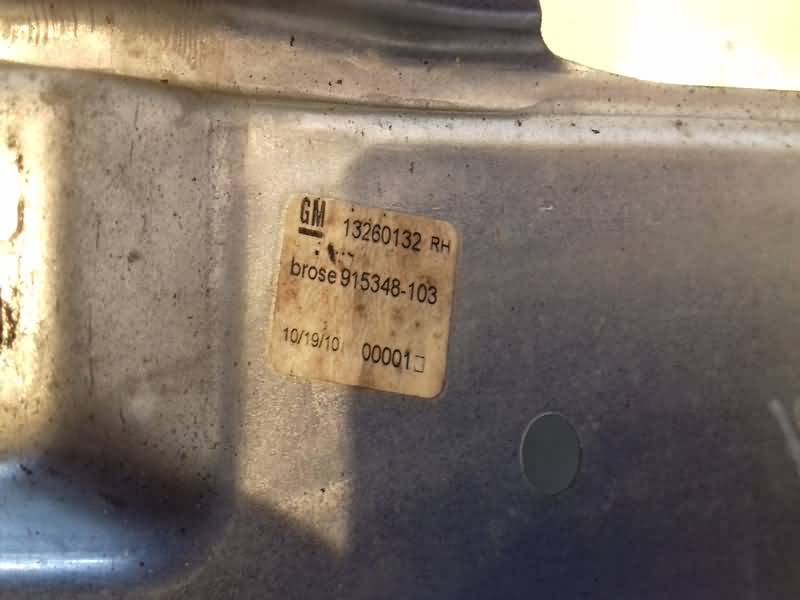 GM 13260132 RH
brose 915348-103
10/19/10 00001